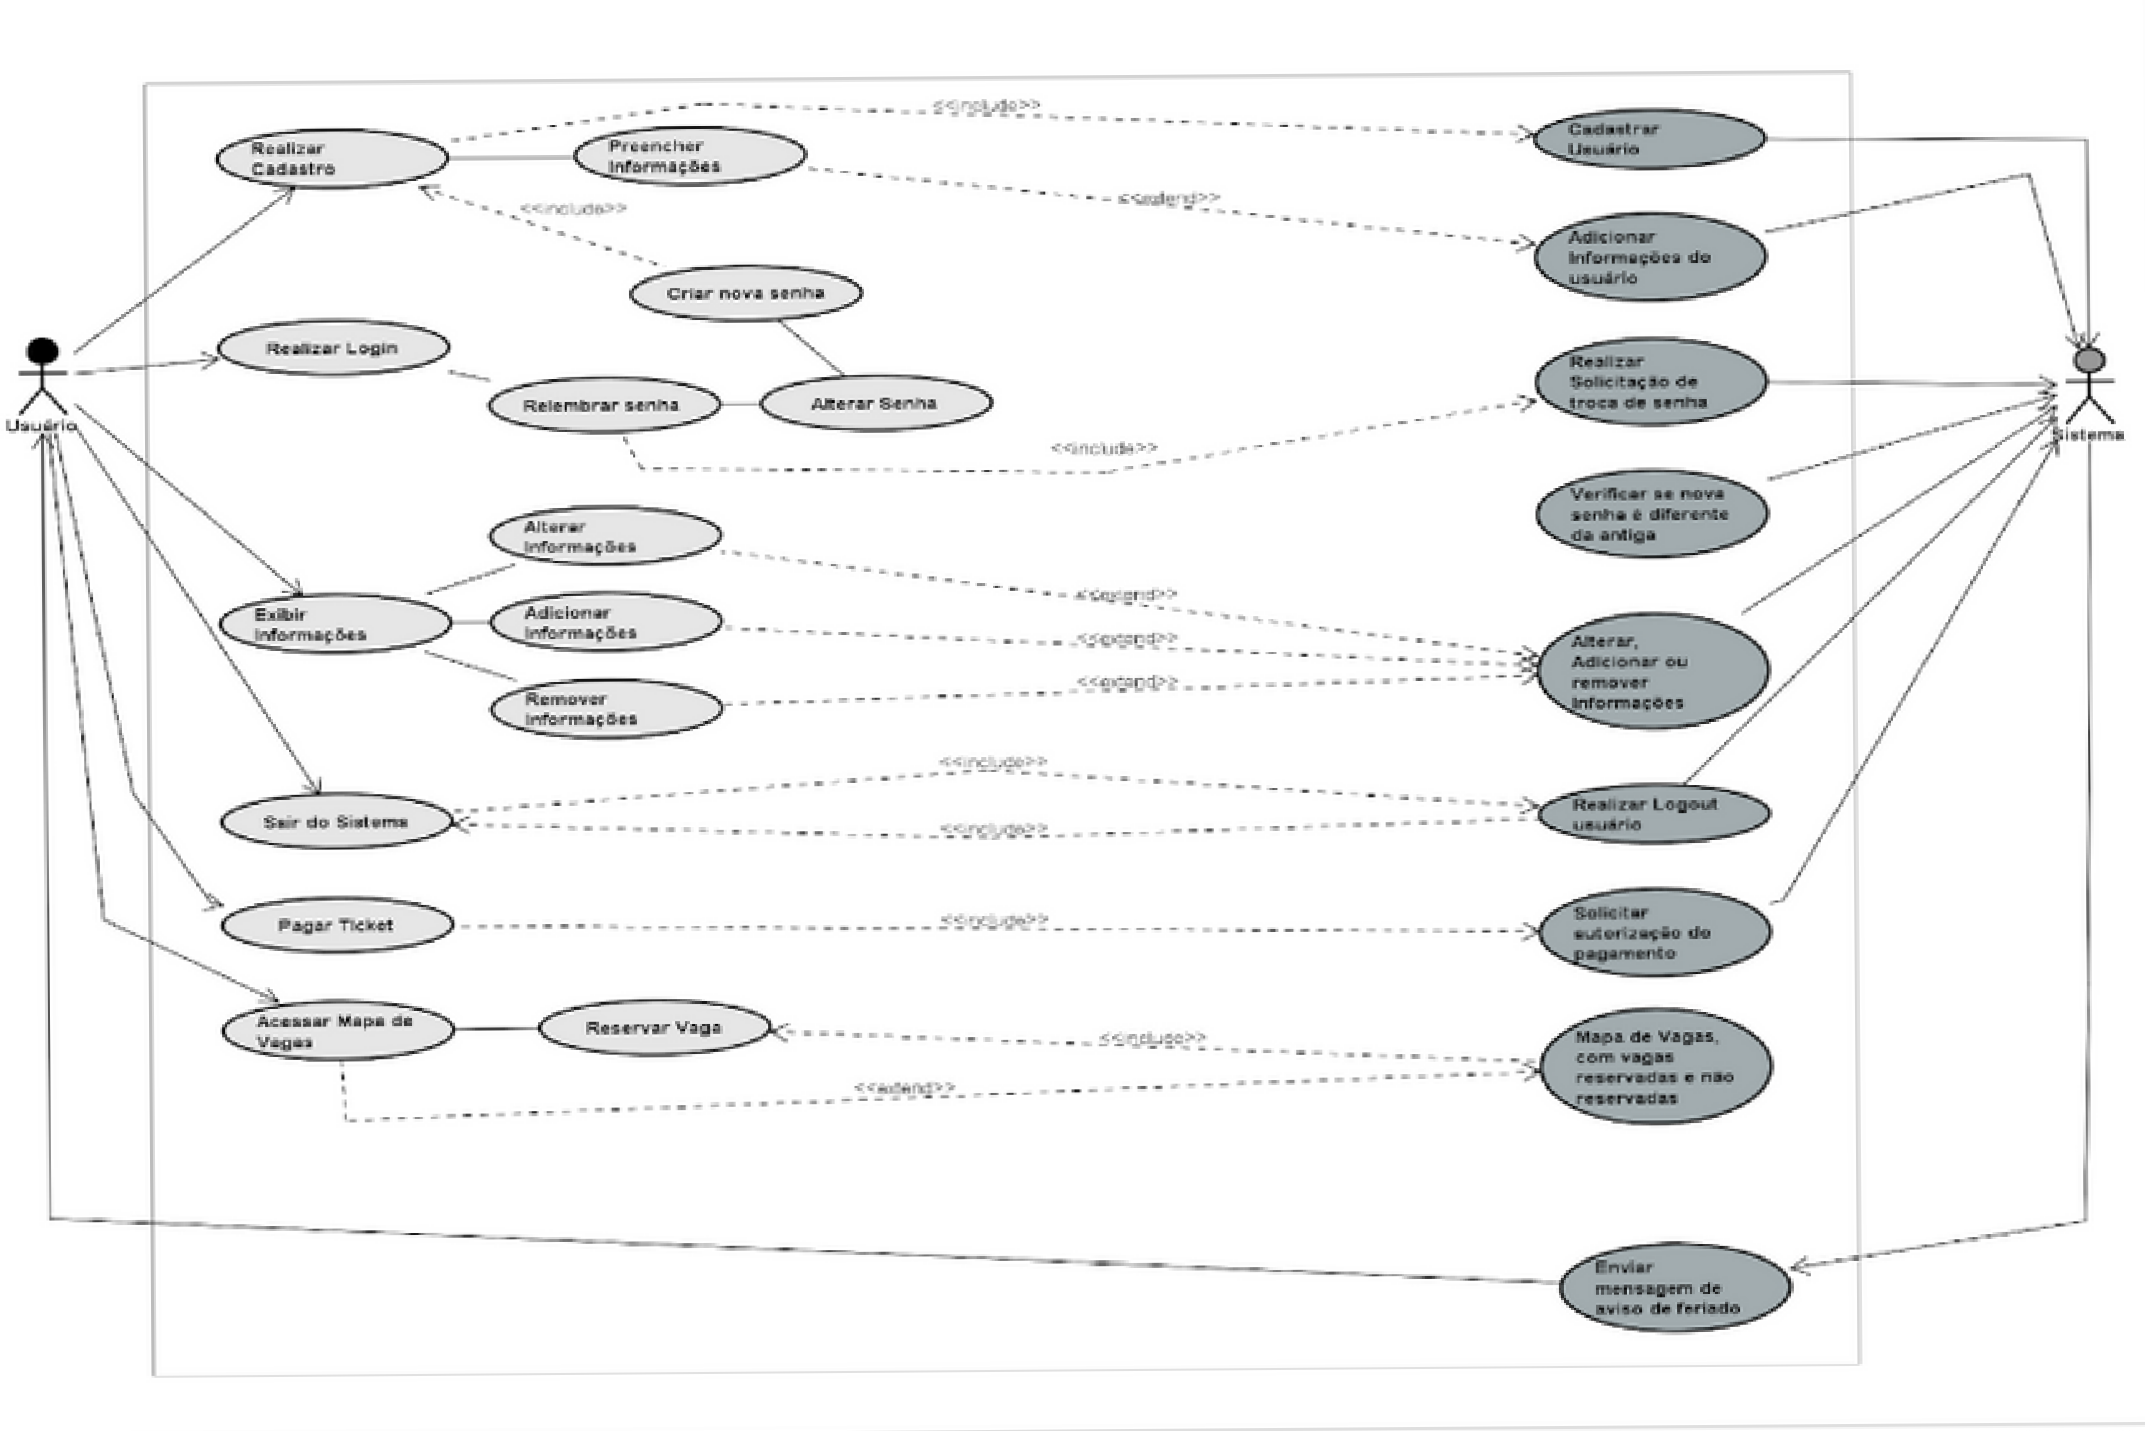 <<include>>
Cadastrar
Usuário
Realizar
Cadastro
Preencher
Informações
<<extend>>
<<include>>
Adicionar
Informações do
usuário
Criar nova senha
Realizar Login
Realizar
Solicitação de
troca de senha
Relembrar senha
Alterar Senha
Usuário
Sistema
<<include>>
Verificar se nova
senha é diferente
da antiga
Alterar
Informações
<<extend>>
Exibir
Informações
Adicionar
Informações
<<extend>>
Alterar,
Adicionar ou
remover
Informações
Remover
Informações
<<extend>>
<<include>>
Sair do Sistema
<<include>>
Realizar Logout
usuário
Pagar Ticket
<<include>>
Solicitar
autorização do
pagamento
Acessar Mapa de
Vagas
Reservar Vaga
<<include>>
<<extend>>
Mapa de Vagas,
com vagas
reservadas e não
reservadas
Enviar
mensagem de
aviso de feriado